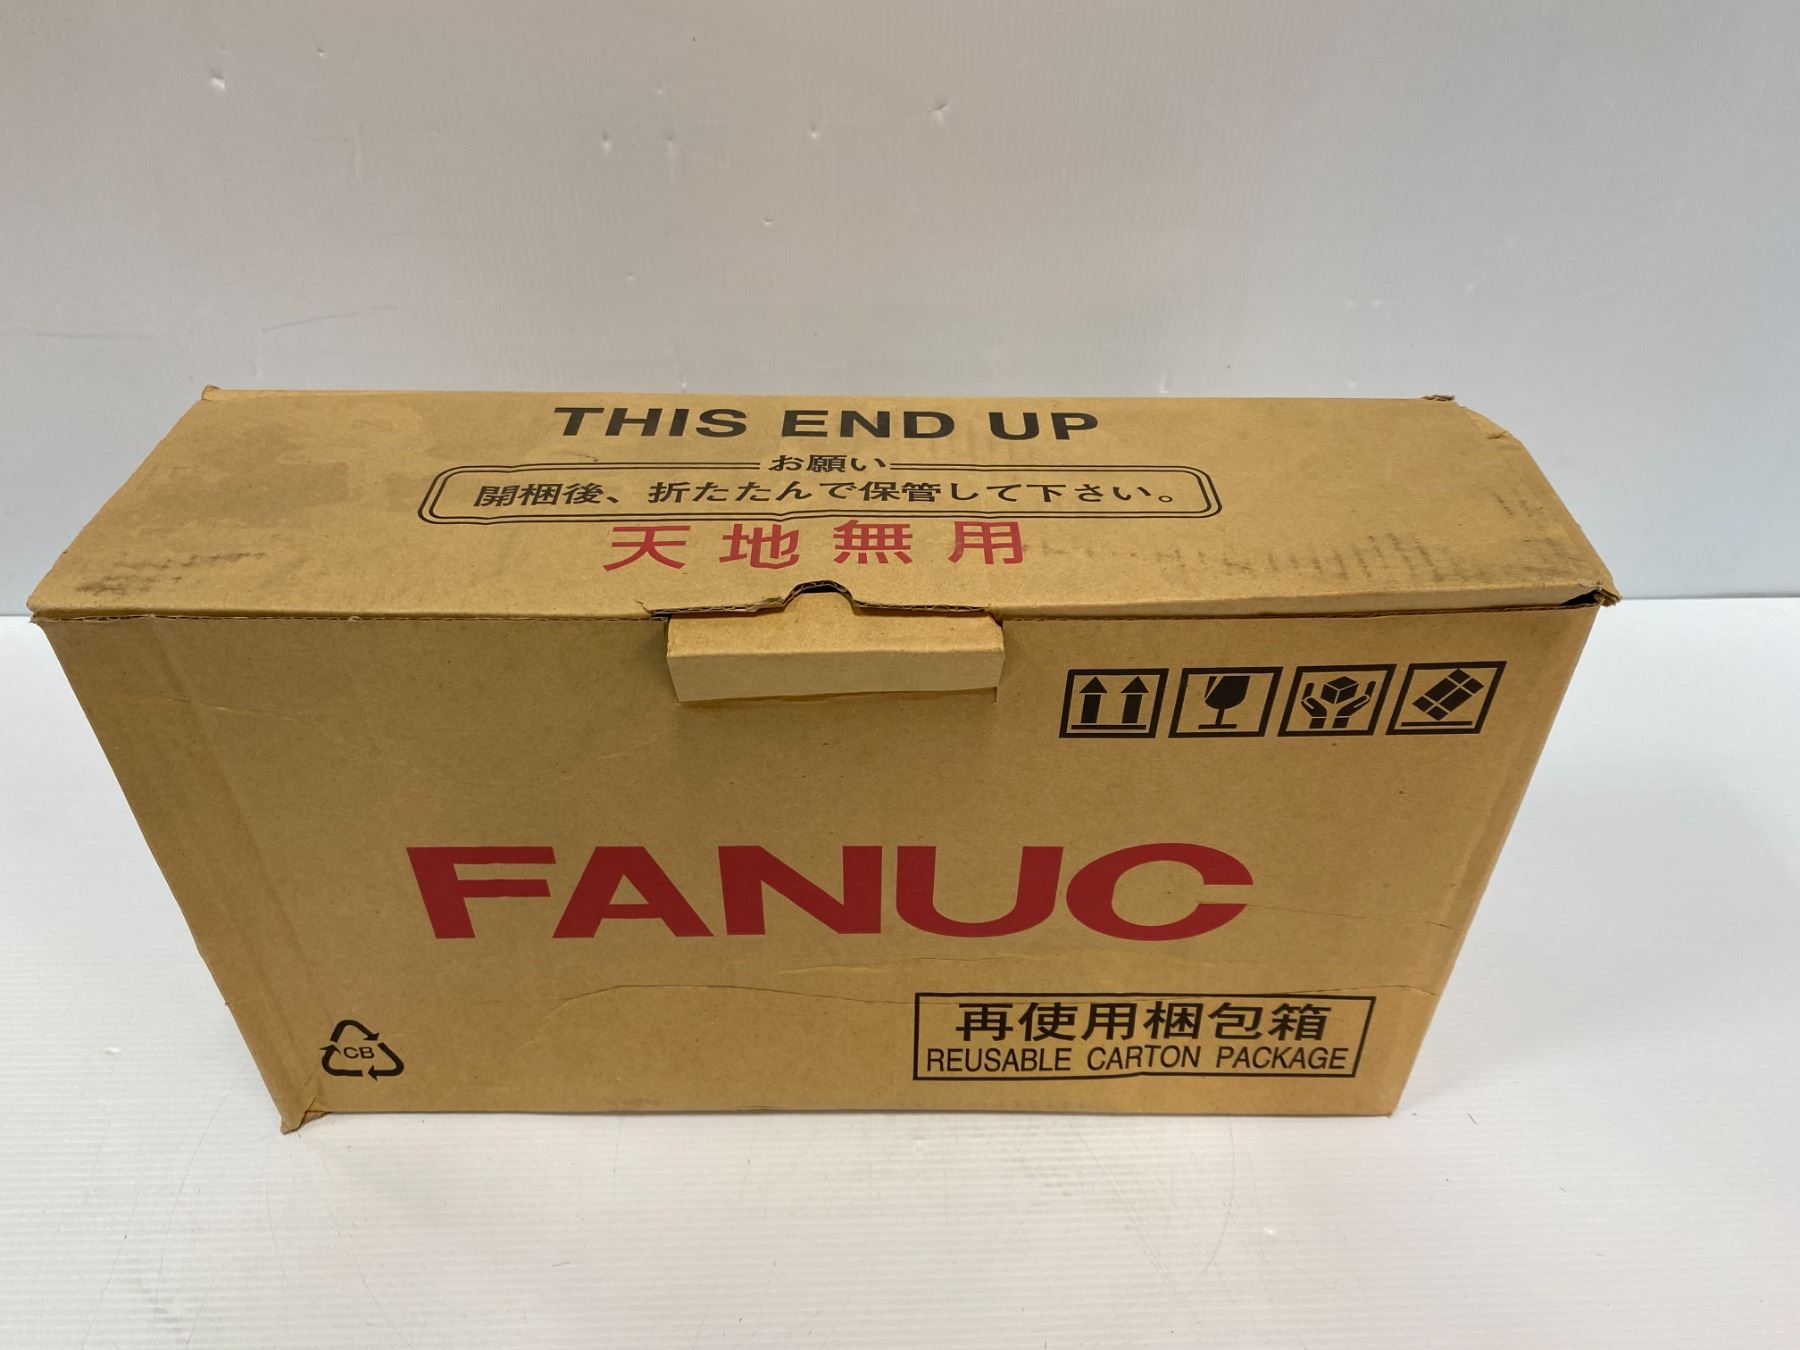 THIS END UP
お願い
開梱後、折たたんで保管して下さい。
天地無用
FANUC
CB
再使用梱包箱
REUSABLE CARTON PACKAGE